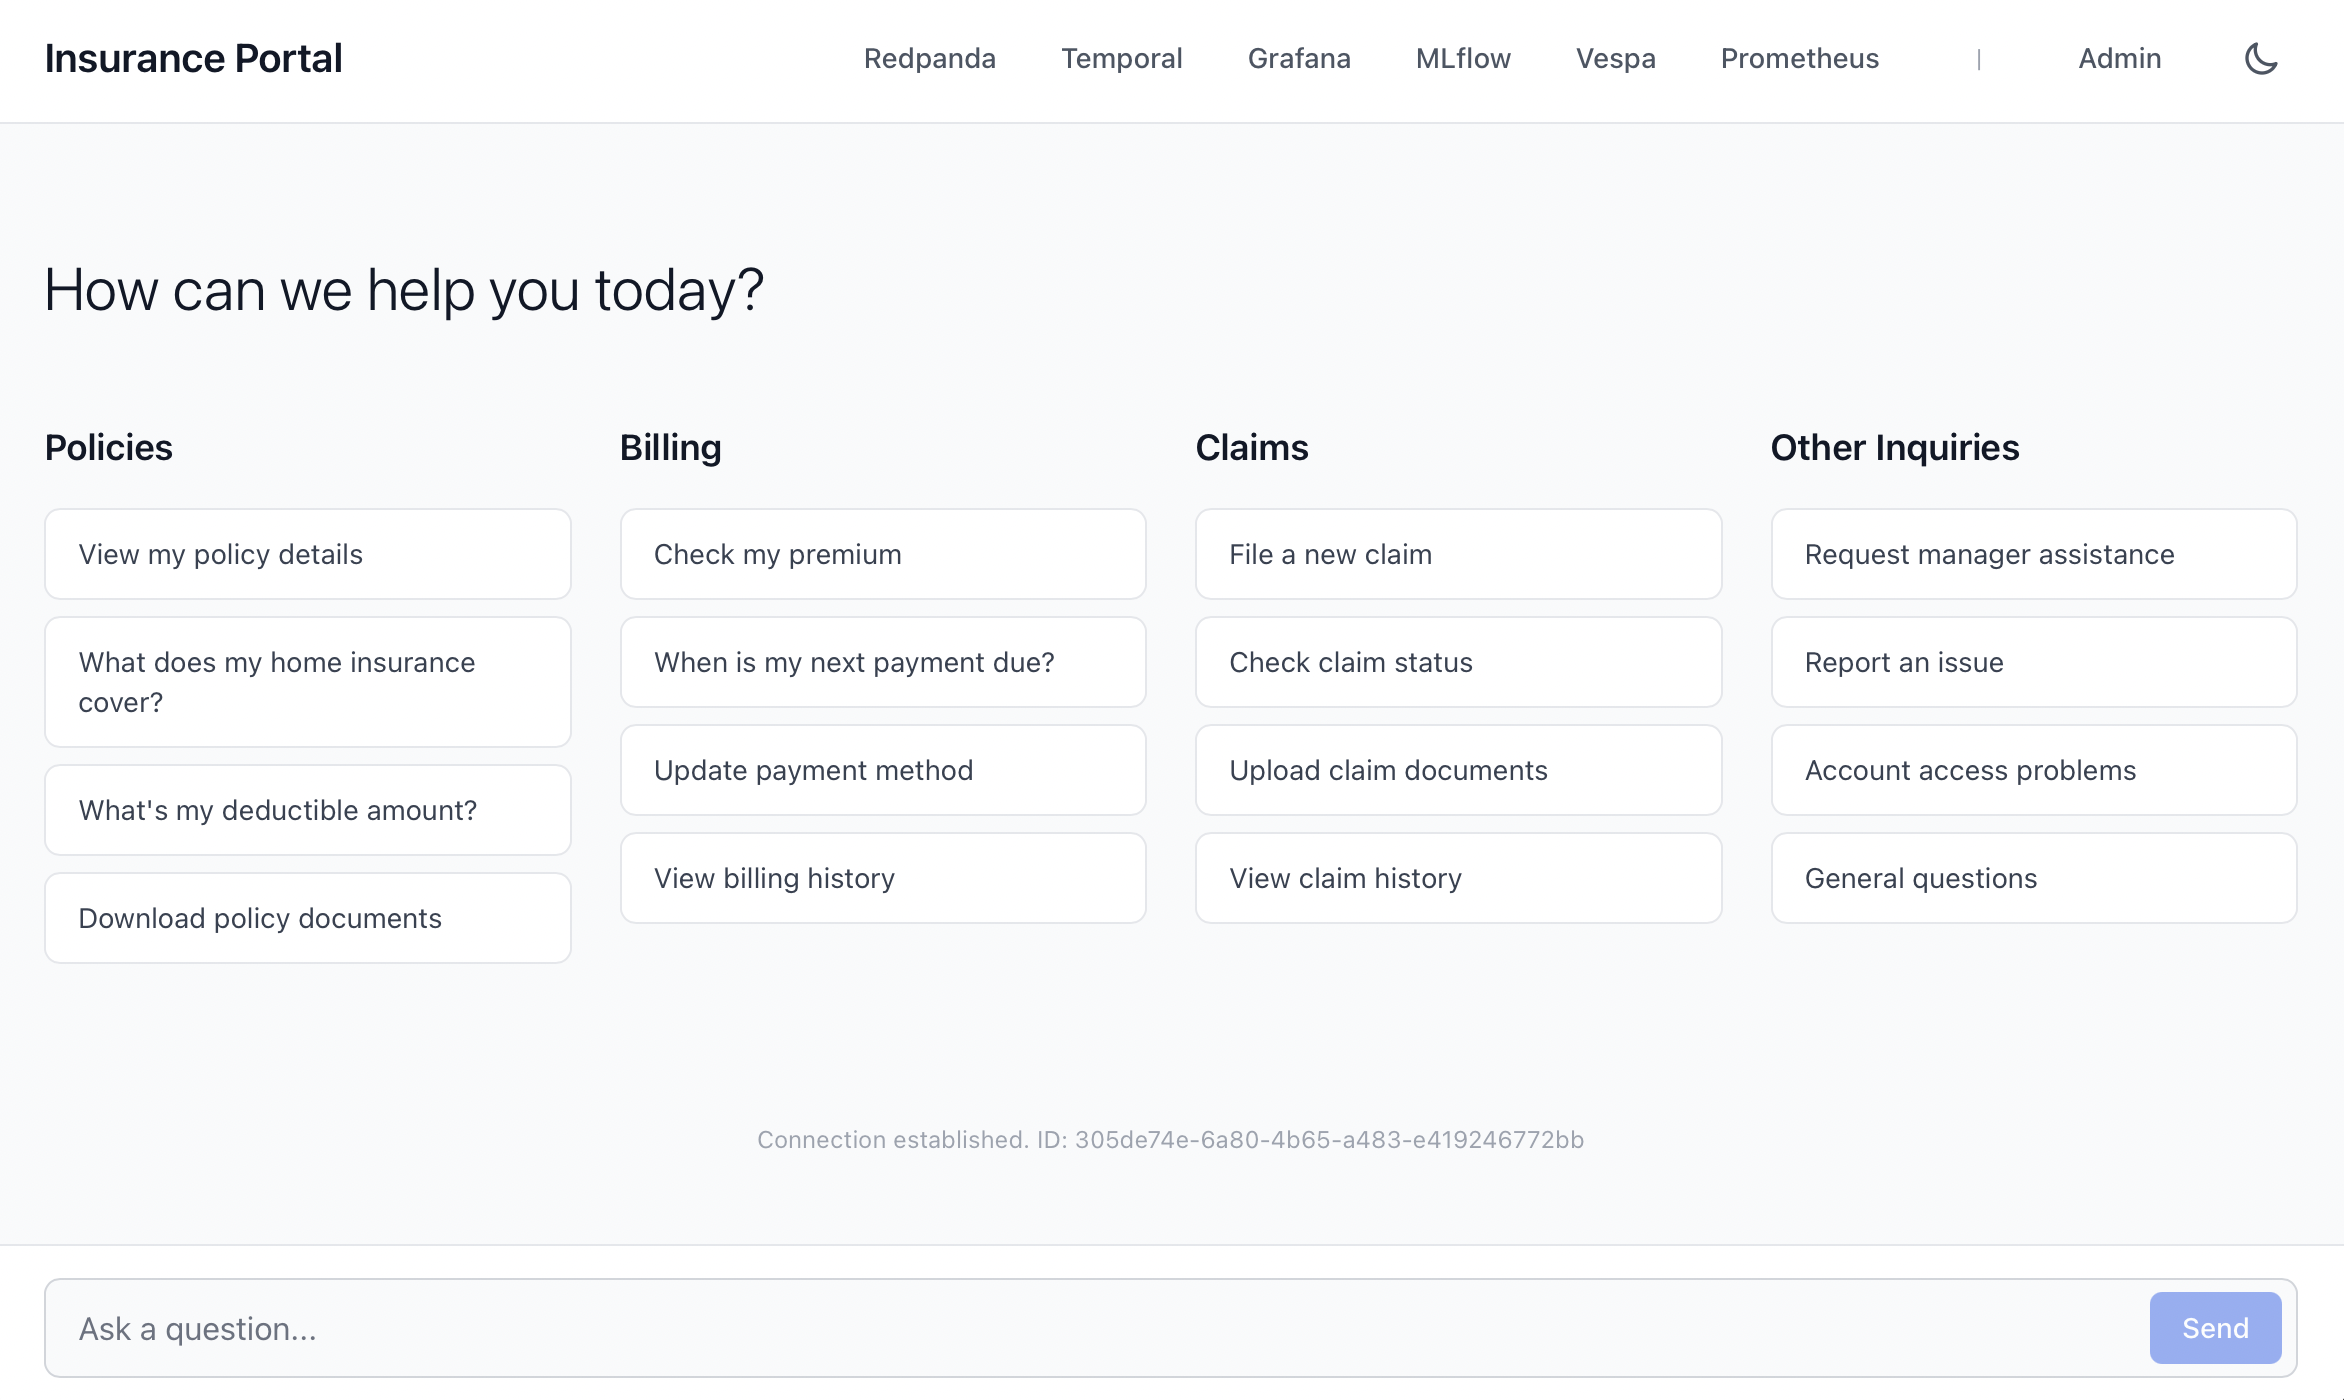 Insurance Portal
Redpanda Temporal Grafana MLflow Vespa Prometheus | Admin
How can we help you today?
Policies
View my policy details
What does my home insurance
cover?
What's my deductible amount?
Download policy documents
Billing
Check my premium
When is my next payment due?
Update payment method
View billing history
Claims
File a new claim
Check claim status
Upload claim documents
View claim history
Other Inquiries
Request manager assistance
Report an issue
Account access problems
General questions
Connection established. ID: 305de74e-6a80-4b65-a483-e419246772bb
Ask a question...
Send